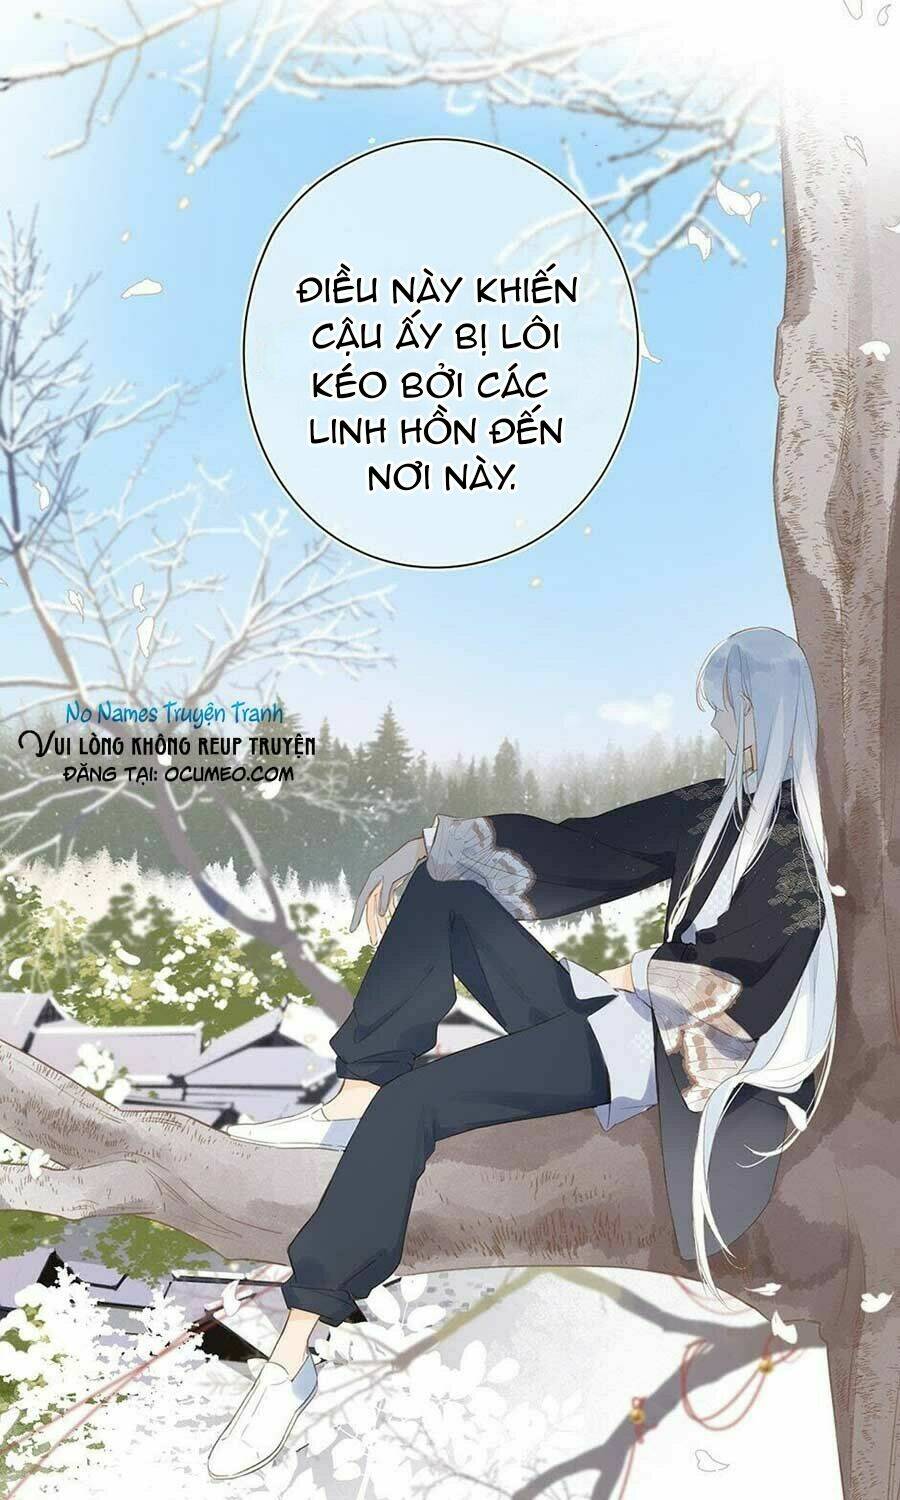 ĐIỀU NÀY KHIẾN
CẬU ẤY BỊ LÔI
KÉO BỞI CÁC
LINH HỒN ĐẾN
NƠI NÀY.
No Names Truyện Tranh
VUI LÒNG KHÔNG REUP TRUYỆN
ĐĂNG TẠI: OCUMEO.COM